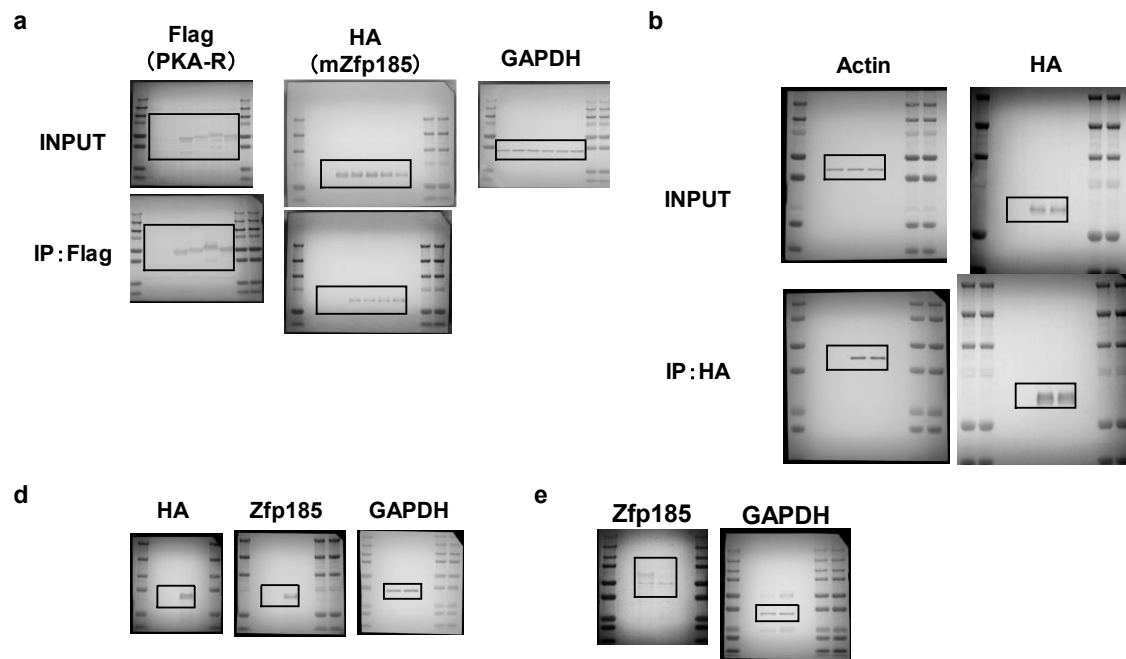 a
Flag
(PKA-R)
HA
(mZfp185)
GAPDH
INPUT
IP:Flag
b
Actin
HA
INPUT
IP:HA
d
HA
Zfp185
GAPDH
e
Zfp185
GAPDH